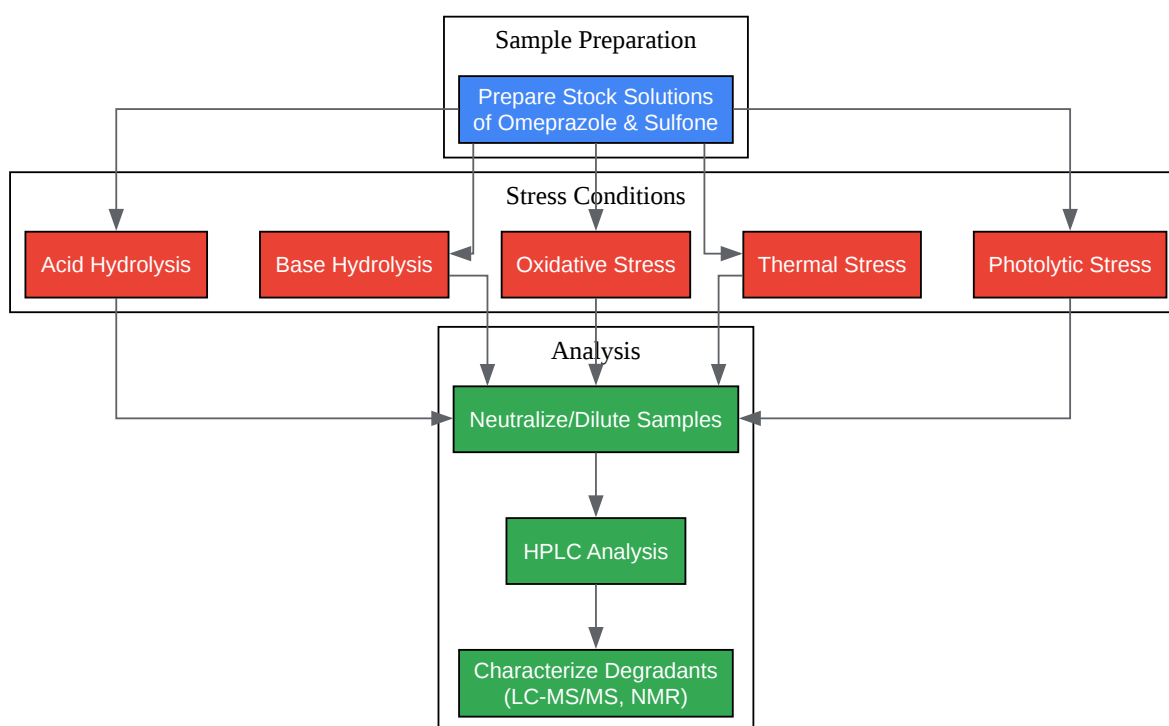 Sample Preparation
Prepare Stock Solutions
of Omeprazole & Sulfone
Stress Conditions
Acid Hydrolysis
Base Hydrolysis
Oxidative Stress
Thermal Stress
Photolytic Stress
Analysis
Neutralize/Dilute Samples
HPLC Analysis
Characterize Degradants
(LC-MS/MS, NMR)